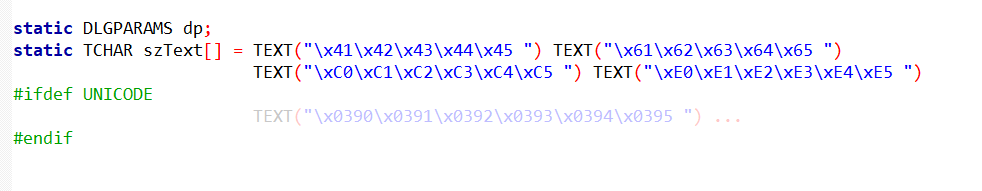 static DLGPARAMS dp;
static TCHAR szText[] = TEXT("\x41\x42\x43\x44\x45 ") TEXT("\x61\x62\x63\x64\x65 ")
TEXT("\xC0\xC1\xC2\xC3\xC4\xC5 ") TEXT("\xE0\xE1\xE2\xE3\xE4\xE5 ")
#ifdef UNICODE
TEXT("\x0390\x0391\x0392\x0393\x0394\x0395 ") ...
#endif